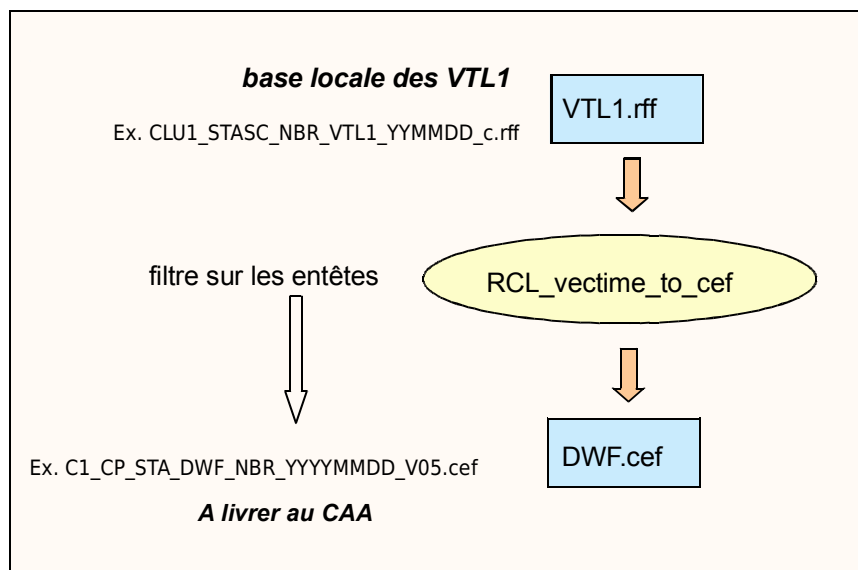 base locale des VTL1
VTL1.rff
Ex. CLU1_STASC_NBR_VTL1_YYMMDD_c.rff
filtre sur les entêtes
RCL_vectime_to_cef
Ex. C1_CP_STA_DWF_NBR_YYYYMMDD_V05.cef
DWF.cef
A livrer au CAA